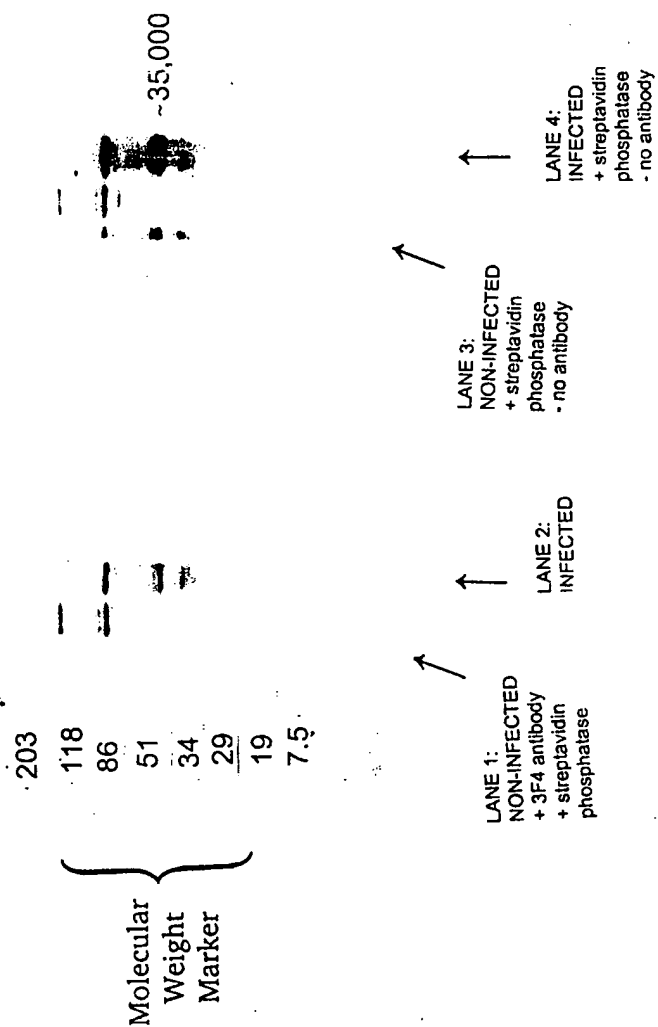 203
118
86
51
34
29
19
7.5
Molecular
Weight
Marker
~35,000
LANE 1:
NON-INFECTED
+ 3F4 antibody
+ streptavidin
phosphatase
LANE 2:
INFECTED
LANE 3:
NON-INFECTED
+ streptavidin
phosphatase
- no antibody
LANE 4:
INFECTED
+ streptavidin
phosphatase
- no antibody